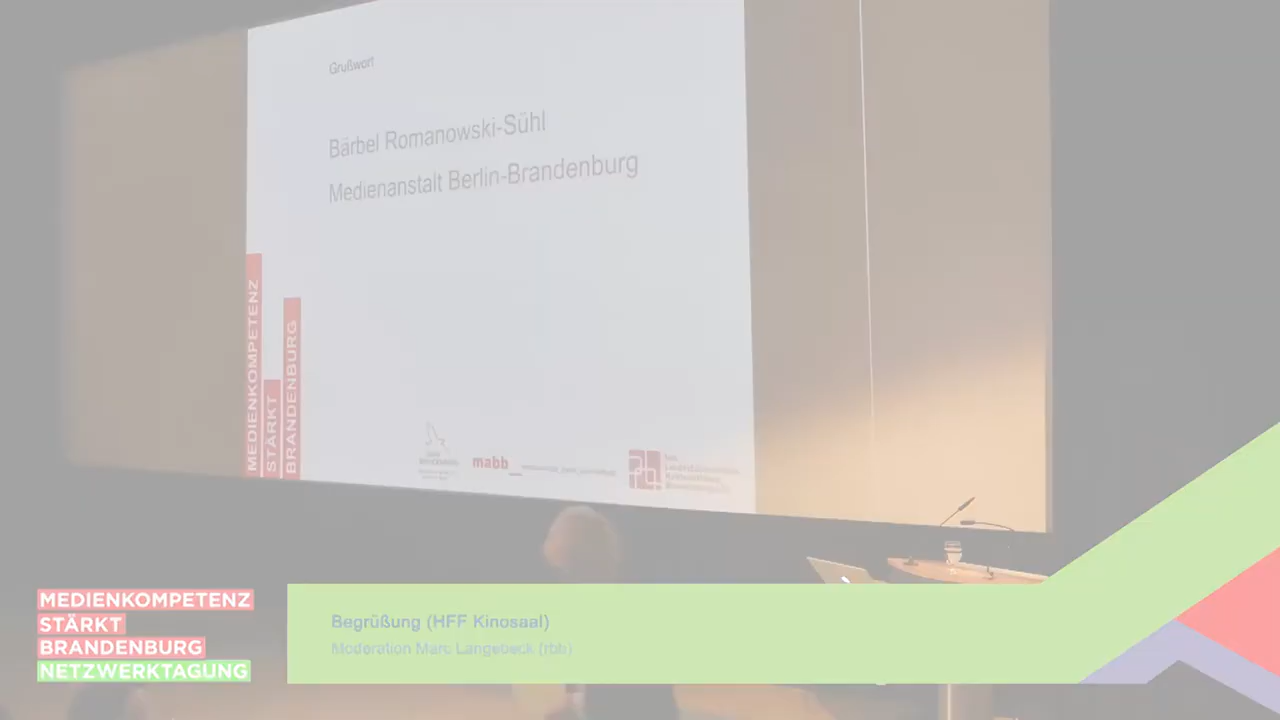 Grußwort
Bärbel Romanowski-Sühl
Medienanstalt Berlin-Brandenburg
MEDIENKOMPETENZ
STÄRKT
BRANDENBURG
mabb
MEDIENKOMPETENZ
STÄRKT
BRANDENBURG
NETZWERKTAGUNG
Begrüßung (HFF Kinosaal)
Moderation Marc Langebeck (rbb)